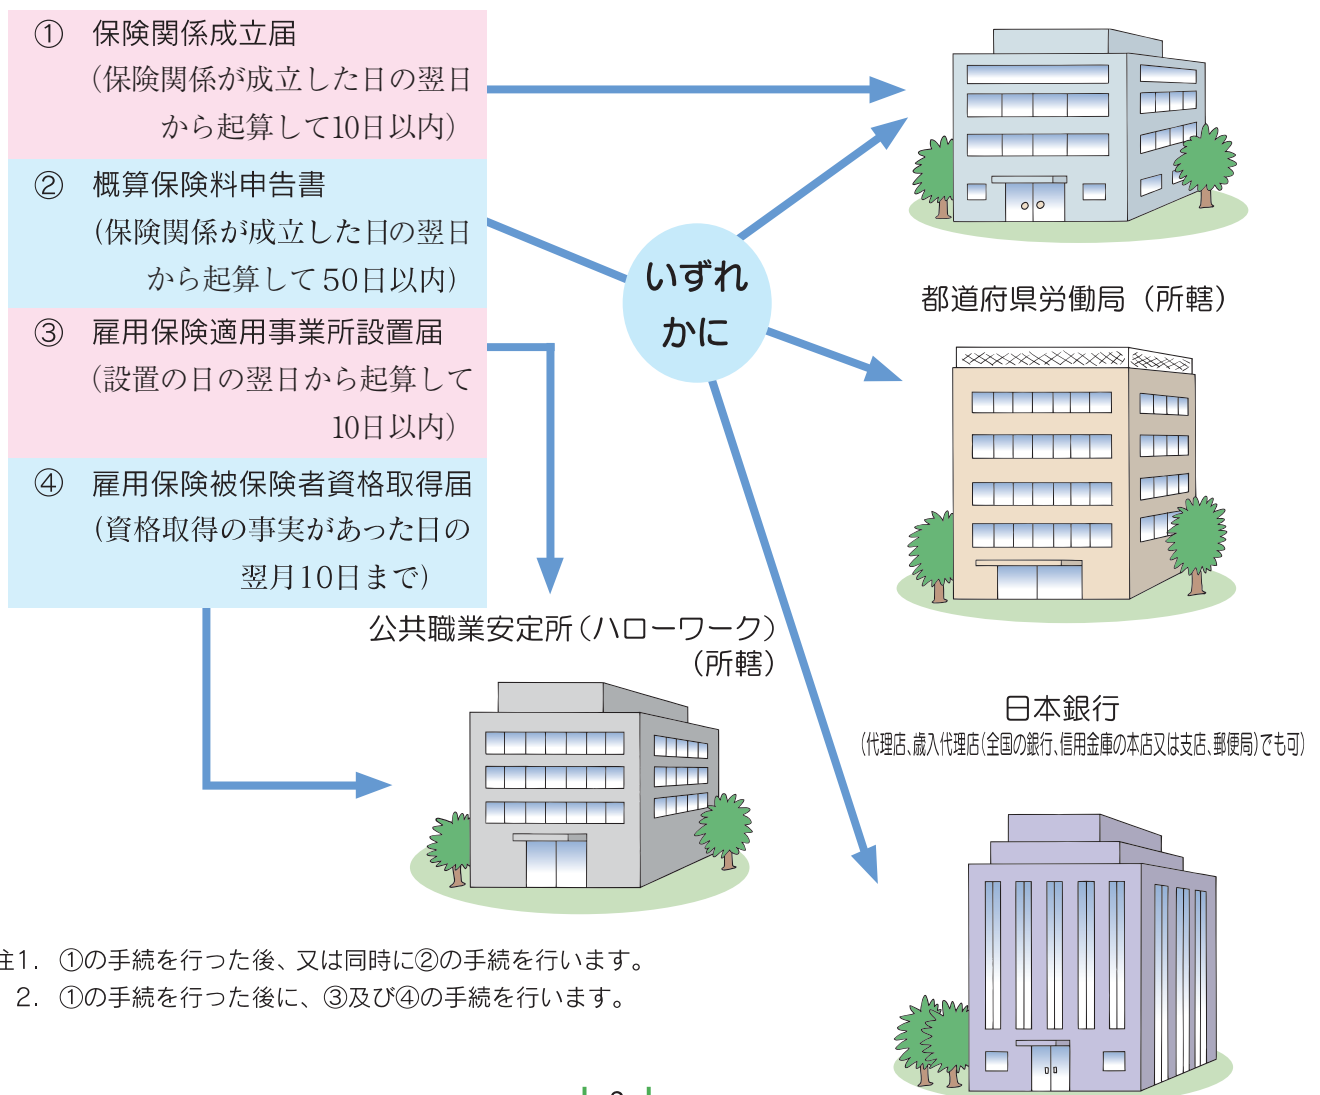 ① 保険関係成立届
（保険関係が成立した日の翌日
から起算して10日以内）
② 概算保険料申告書
（保険関係が成立した日の翌日
から起算して50日以内）
③ 雇用保険適用事業所設置届
（設置の日の翌日から起算して
10日以内）
④ 雇用保険被保険者資格取得届
（資格取得の事実があった日の
翌月10日まで）
いずれ
かに
都道府県労働局（所轄）
公共職業安定所（ハローワーク）
（所轄）
日本銀行
（代理店、歳入代理店（全国の銀行、信用金庫の本店又は支店、郵便局）でも可）
注1. ①の手続を行った後、又は同時に②の手続を行います。
2. ①の手続を行った後に、③及び④の手続を行います。